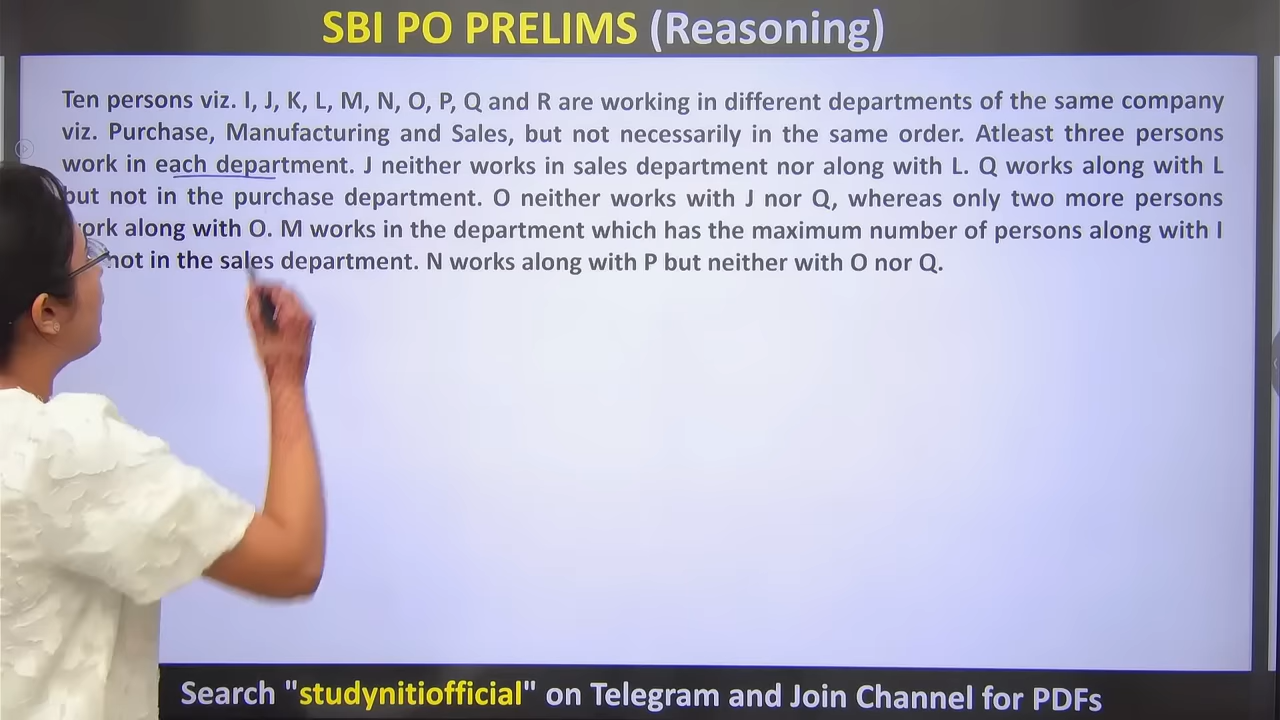 SBI PO PRELIMS (Reasoning)
Ten persons viz. I, J, K, L, M, N, O, P, Q and R are working in different departments of the same company
viz. Purchase, Manufacturing and Sales, but not necessarily in the same order. Atleast three persons
work in each department. J neither works in sales department nor along with L. Q works along with L
but not in the purchase department. O neither works with J nor Q, whereas only two more persons
work along with O. M works in the department which has the maximum number of persons along with I
not in the sales department. N works along with P but neither with O nor Q.
Search "studynitiofficial" on Telegram and Join Channel for PDFs